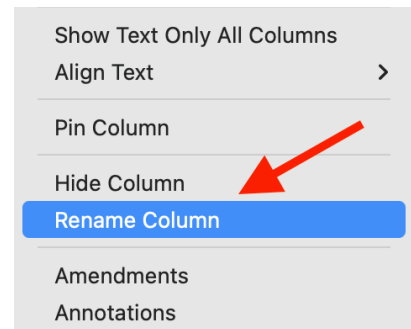 Show Text Only All Columns
Align Text
Pin Column
Hide Column
Rename Column
Amendments
Annotations